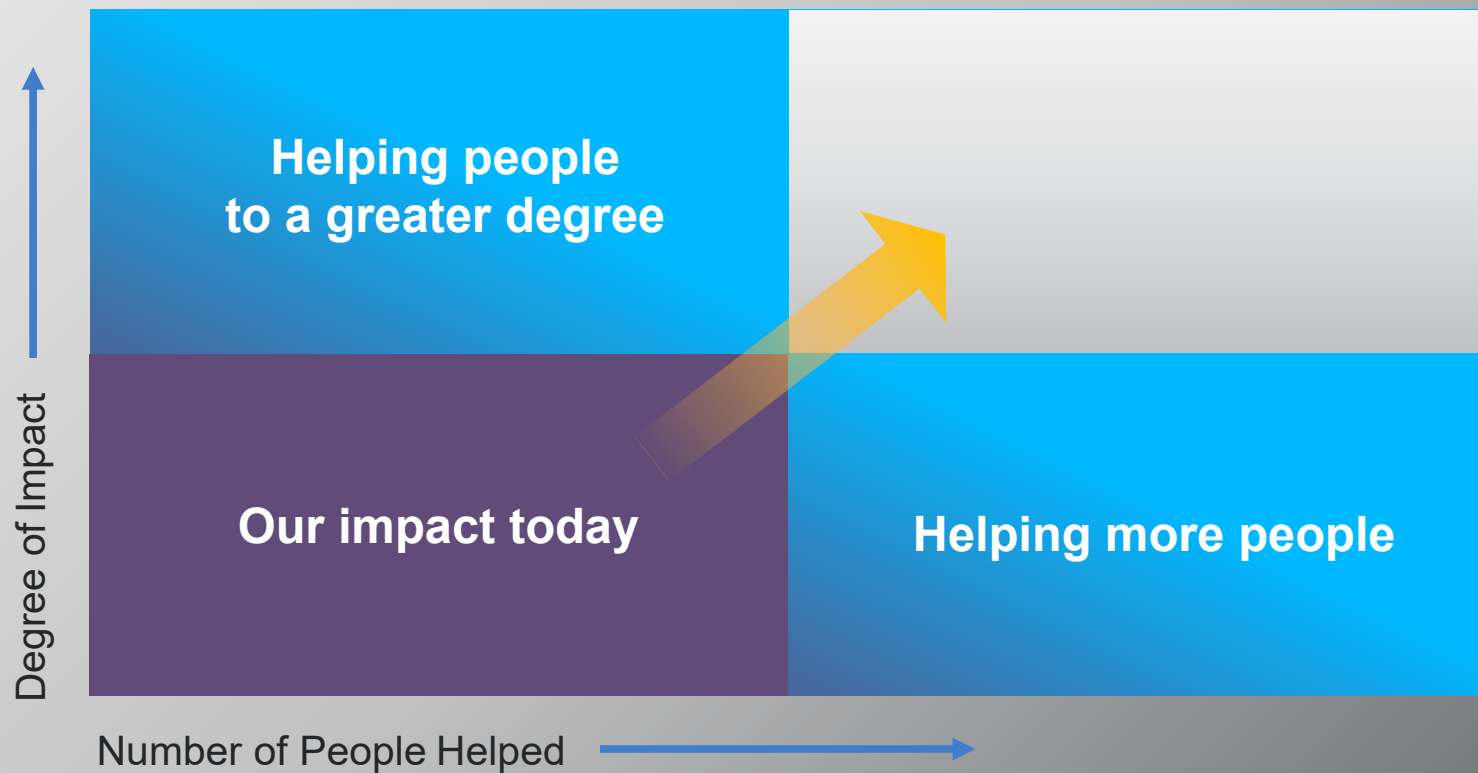 Helping people
to a greater degree
Our impact today
Helping more people
Degree of Impact
Number of People Helped